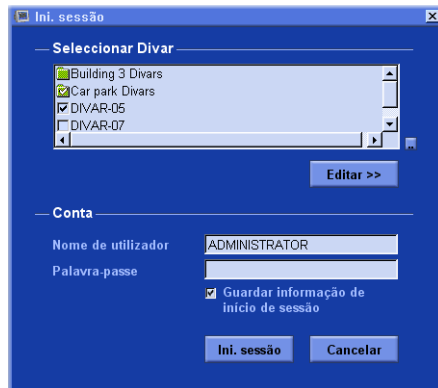 Ini. sessão
Seleccionar Divar
Building 3 Divars
Car park Divars
DIVAR-05
DIVAR-07
Editar >>
Conta
Nome de utilizador
ADMINISTRATOR
Palavra-passe
Guardar informação de
início de sessão
Ini. sessão
Cancelar